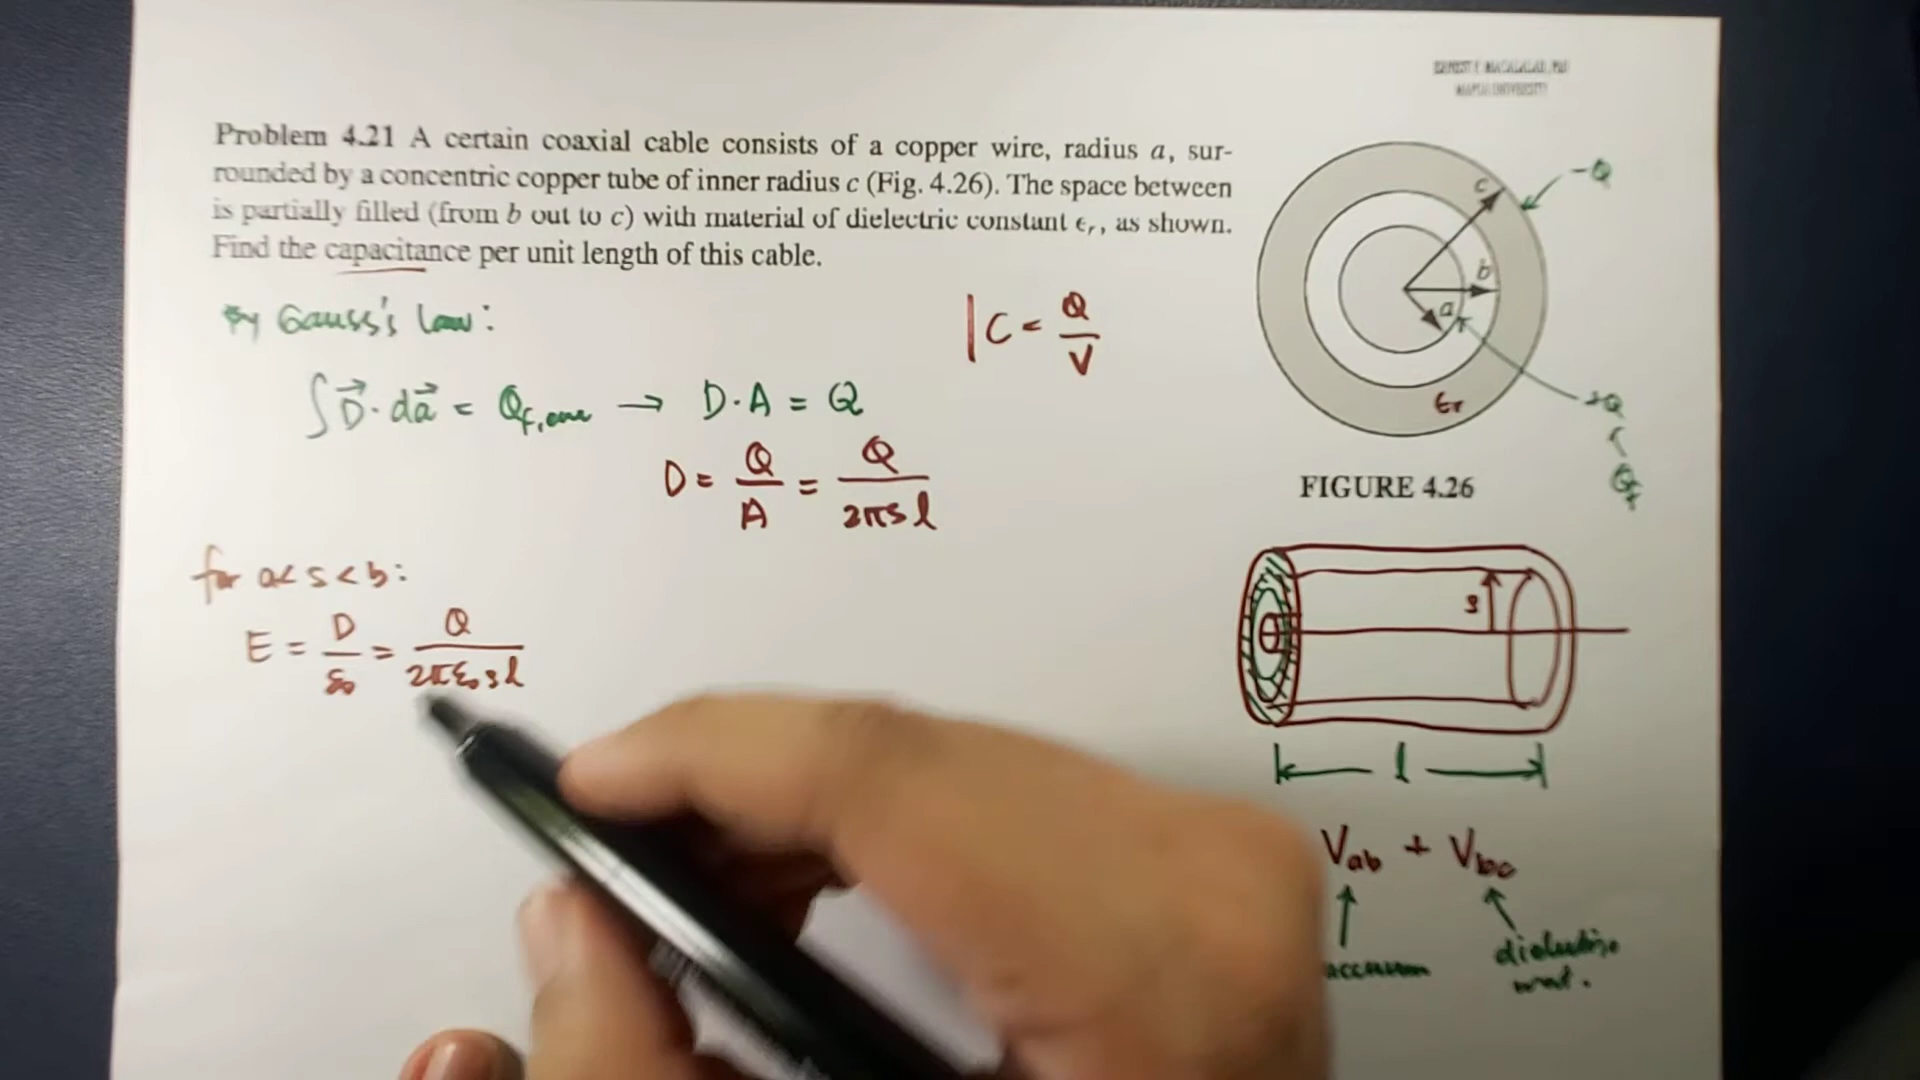 Problem 4.21 A certain coaxial cable consists of a copper wire, radius a, sur-
rounded by a concentric copper tube of inner radius c (Fig. 4.26). The space between
is partially filled (from b out to c) with material of dielectric constant ϵr, as shown.
Find the capacitance per unit length of this cable.
By Gauss's law:
C = Q/V
∫D⃗·da⃗ = Qf,enc → D·A = Q
D = Q/A = Q/2πsl
for a<s<b:
E = D/ε0 = Q/2πε0sl
c
b
a
-Q
+Q
Qf
εr
FIGURE 4.26
s
l
Vab + Vbc
mat.